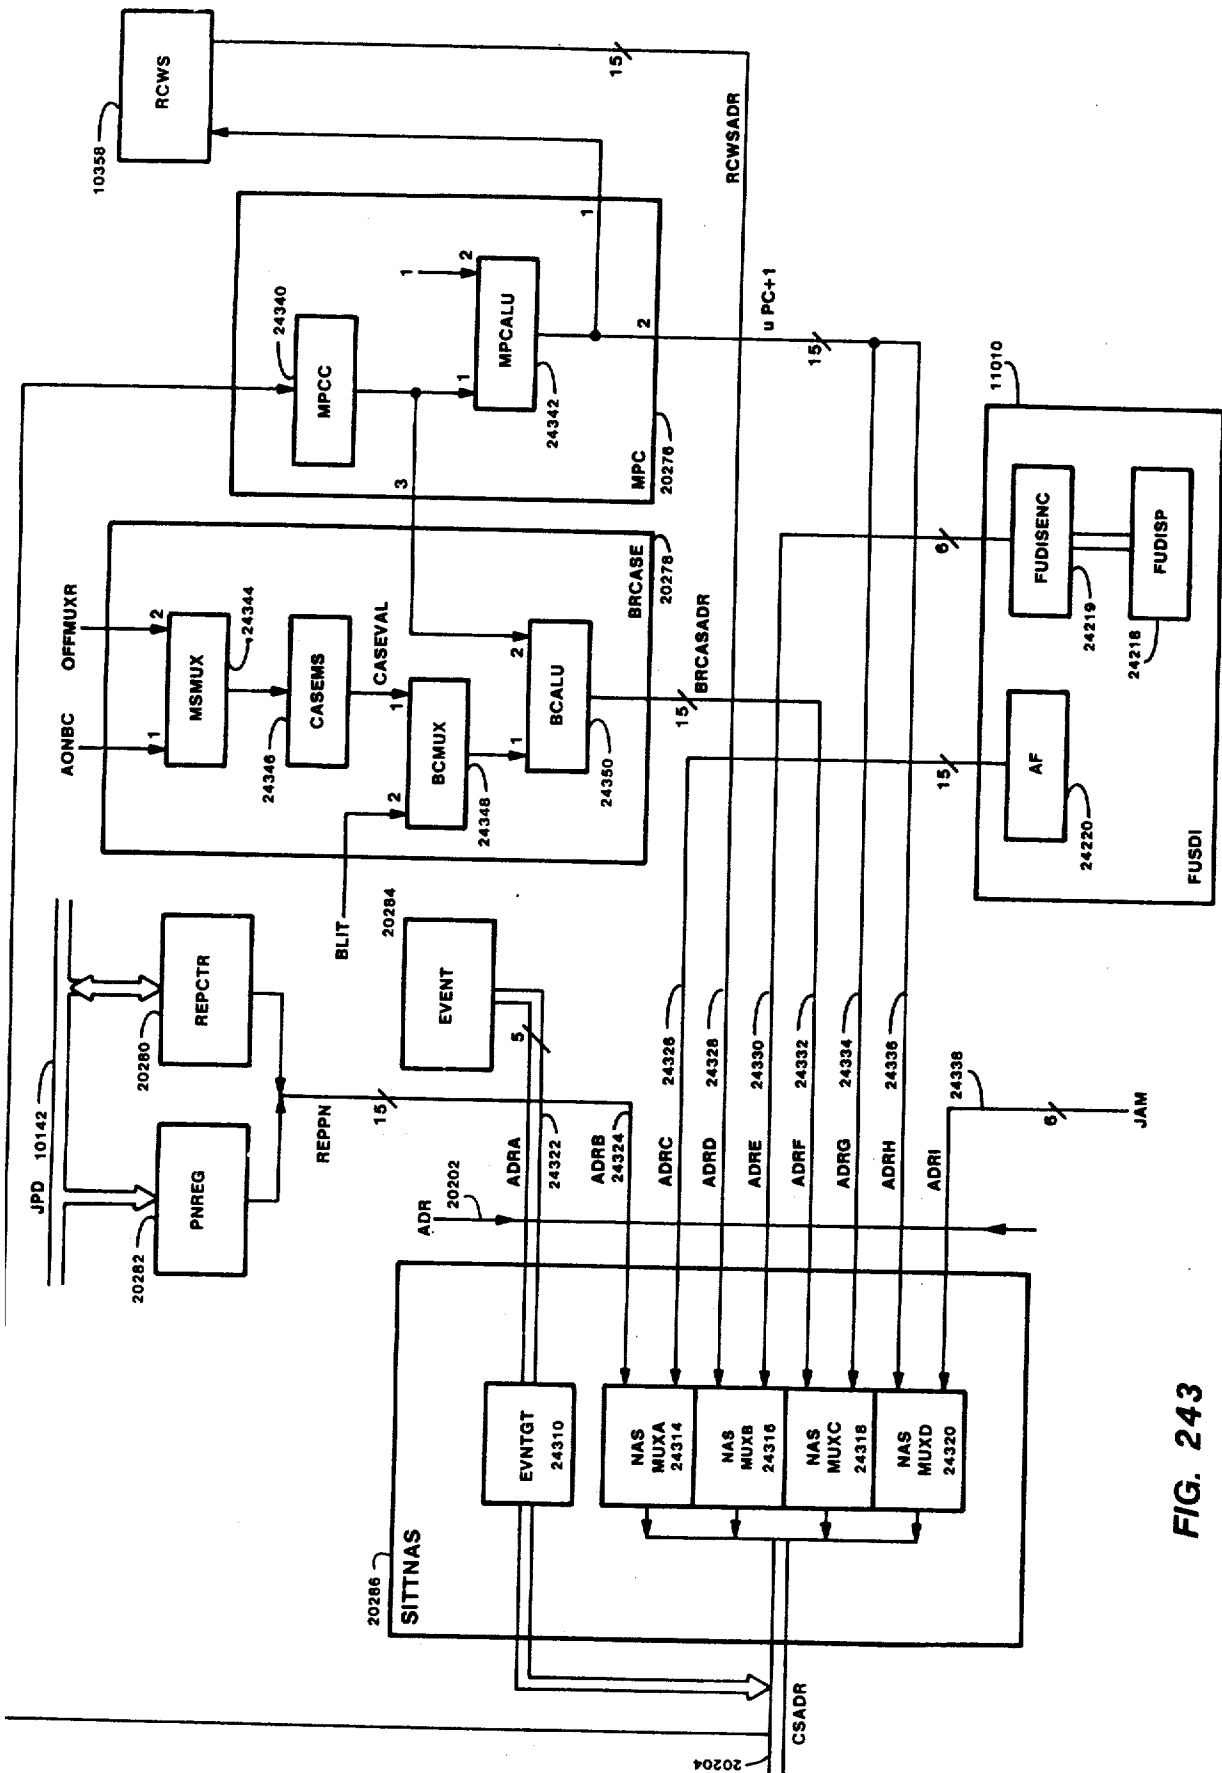 JPD 10142
PNREG
20282
REPCTR
20280
REPPN
15
AONBC
OFFMUXR
1
2
MSMUX
24344
CASEMS
24346
CASEVAL
1
2
BLIT
BCMUX
24348
1
2
BCALU
24350
BRCASE
20278
15
BRCASADR
3
MPCC
24340
1
1
2
MPCALU
24342
MPC
20276
1
2
RCWS
10358
15
RCWSADR
u PC+1
15
EVENT
20284
5
ADRA
24322
ADRB
24324
ADR
20202
ADRC
24326
ADRD
24328
ADRE
24330
ADRF
24332
ADRG
24334
ADRH
24336
ADRI
24338
6
JAM
15
6
11010
FUDISENC
24219
FUDISP
24218
AF
24220
FUSDI
20286
SITTNAS
EVNTGT
24310
NAS
MUXA
24314
NAS
MUXB
24316
NAS
MUXC
24318
NAS
MUXD
24320
CSADR
20204
FIG. 243